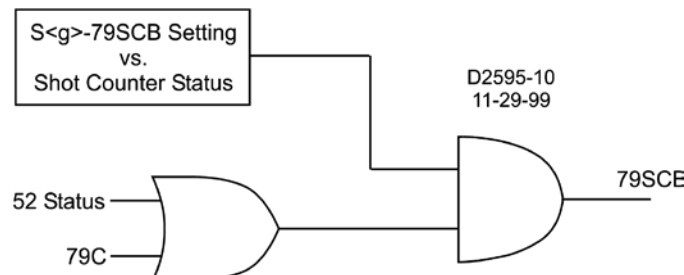 S<g>-79SCB Setting
vs.
Shot Counter Status
D2595-10
11-29-99
79SCB
52 Status
79C